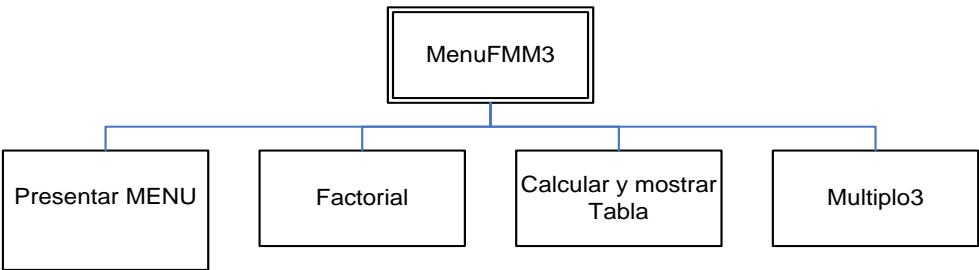 MenuFMM3
Presentar MENU
Factorial
Calcular y mostrar
Tabla
Multiplo3